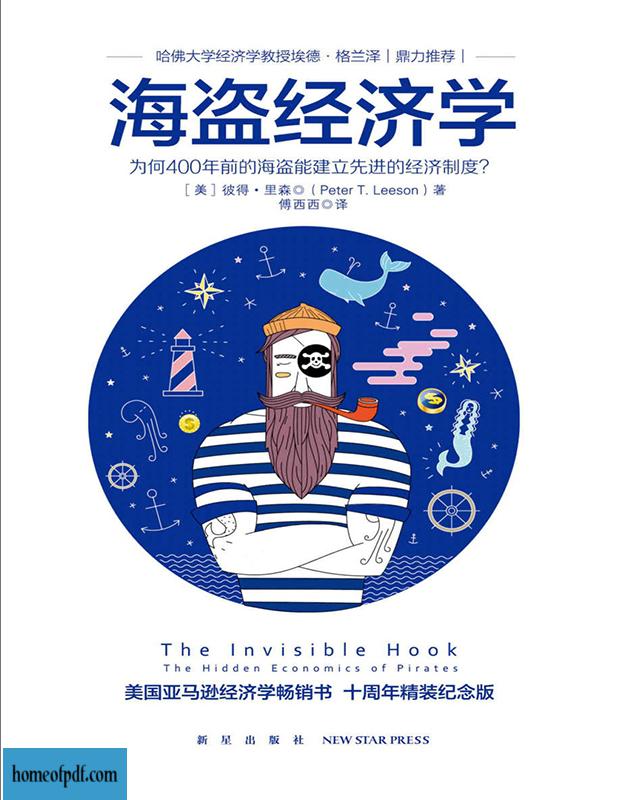 哈佛大学经济学教授埃德·格兰泽|鼎力推荐|
海盗经济学
为何400年前的海盗能建立先进的经济制度?
[美]彼得·里森◎(Peter T. Leeson)著
傅西西◎译
The Invisible Hook
The Hidden Economics of Pirates
美国亚马逊经济学畅销书 十周年精装纪念版
新星出版社 NEW STAR PRESS
homeofpdf.com